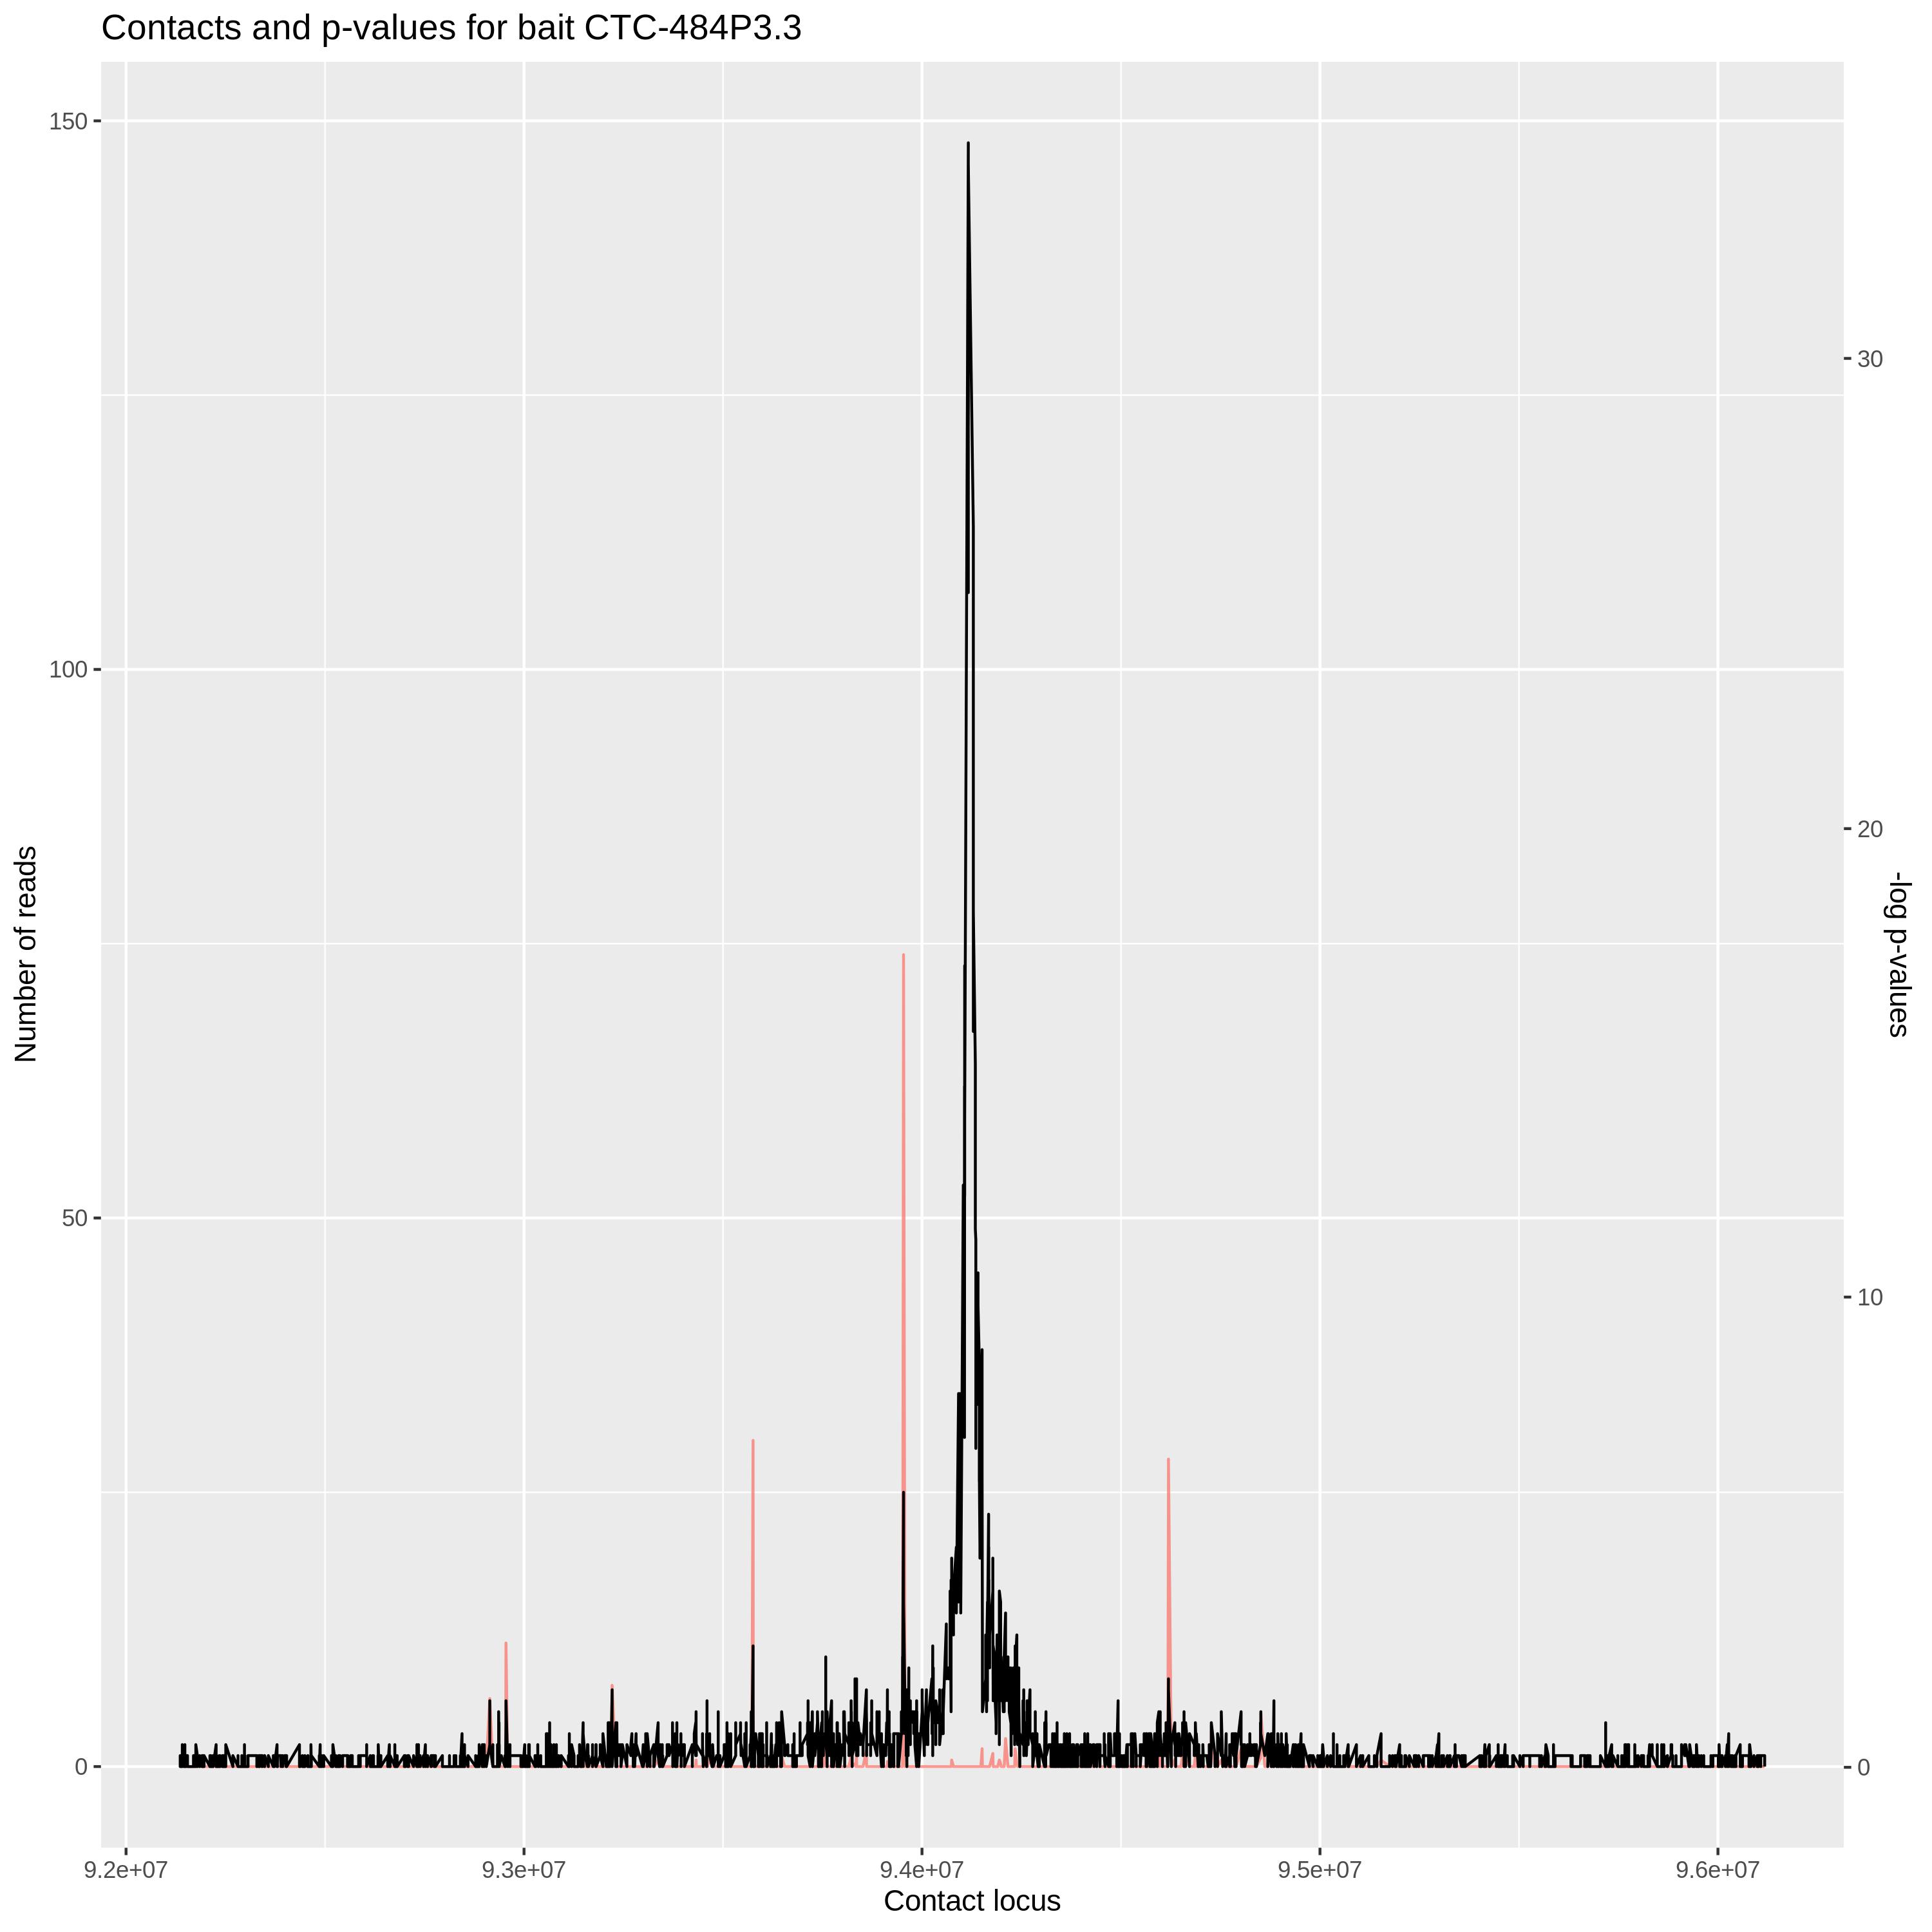 Contacts and p-values for bait CTC-484P3.3
150
100
50
0
Number of reads
30
20
10
0
-log p-values
9.2e+07
9.3e+07
9.4e+07
9.5e+07
9.6e+07
Contact locus